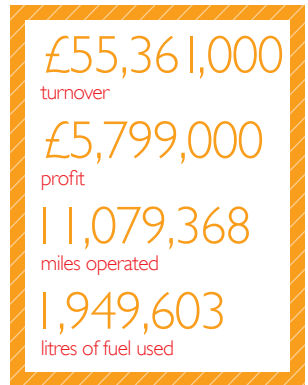 £55,361,000
turnover
£5,799,000
profit
11,079,368
miles operated
1,949,603
litres of fuel used